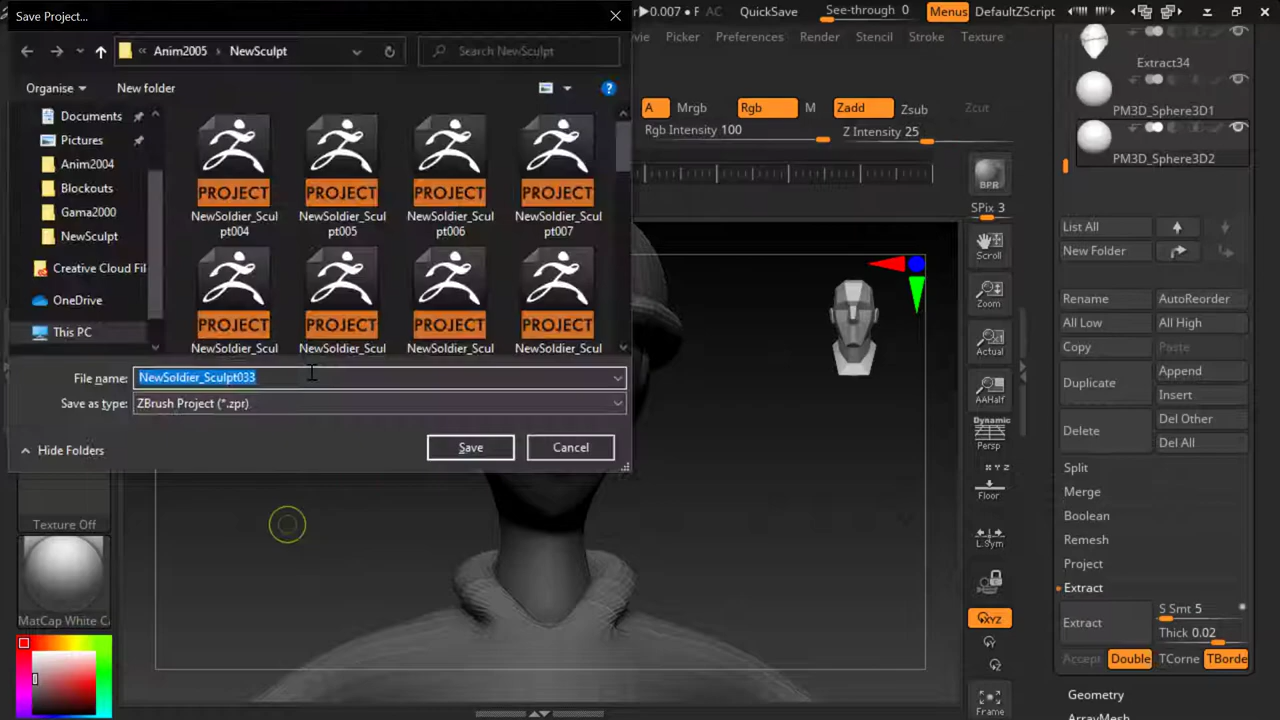 Save Project...
0.007 • F
AC
QuickSave
See-through 0
Menus
DefaultZScript
Anim2005 › NewSculpt
Search NewSculpt
Picker
Preferences
Render
Stencil
Stroke
Texture
Organise
New folder
Documents
Pictures
Anim2004
Blockouts
Gama2000
NewSculpt
Creative Cloud Fil
OneDrive
This PC
PROJECT
NewSoldier_Scul
pt004
PROJECT
NewSoldier_Scul
pt005
PROJECT
NewSoldier_Scul
pt006
PROJECT
NewSoldier_Scul
pt007
PROJECT
NewSoldier_Scul
PROJECT
NewSoldier_Scul
PROJECT
NewSoldier_Scul
PROJECT
NewSoldier_Scul
File name:
NewSoldier_Sculpt033
Save as type:
ZBrush Project (*.zpr)
Hide Folders
Save
Cancel
A
Mrgb
Rgb
M
Zadd
Zsub
Zcut
Rgb Intensity 100
Z Intensity 25
Texture Off
MatCap White C
BPR
SPix 3
Scroll
Zoom
Actual
AAHalf
Dynamic
Persp
X Y Z
Floor
L.Sym
XYZ
Y
Z
Frame
Extract34
PM3D_Sphere3D1
PM3D_Sphere3D2
List All
New Folder
Rename
AutoReorder
All Low
All High
Copy
Paste
Duplicate
Append
Insert
Delete
Del Other
Del All
Split
Merge
Boolean
Remesh
Project
Extract
Extract
S Smt 5
Thick 0.02
Accept
Double
TCorne
TBorde
Geometry
ArrayMesh